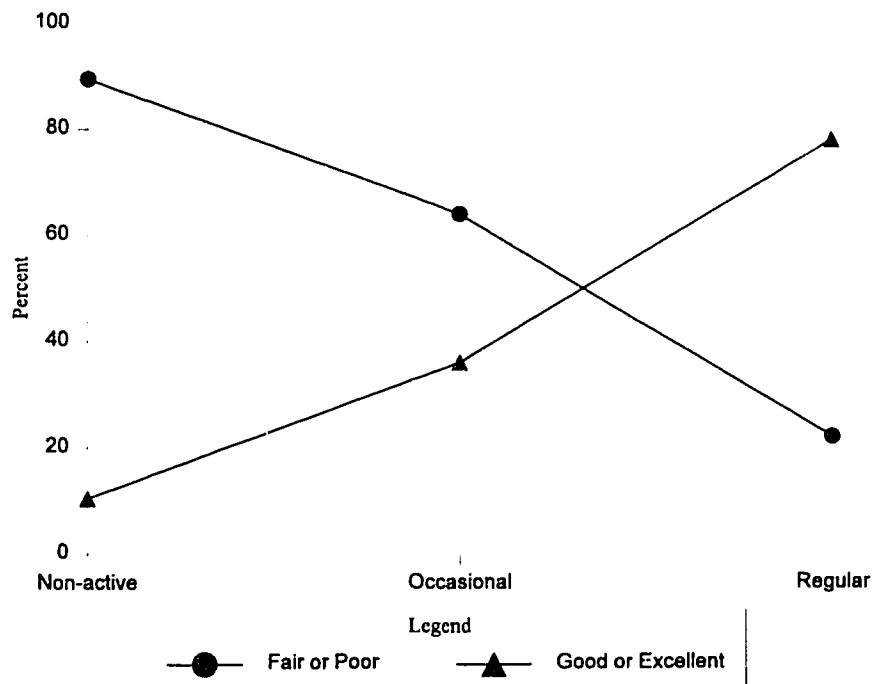 100
80
60
Percent
40
20
0
Non-active Occasional Regular
Legend
Fair or Poor Good or Excellent